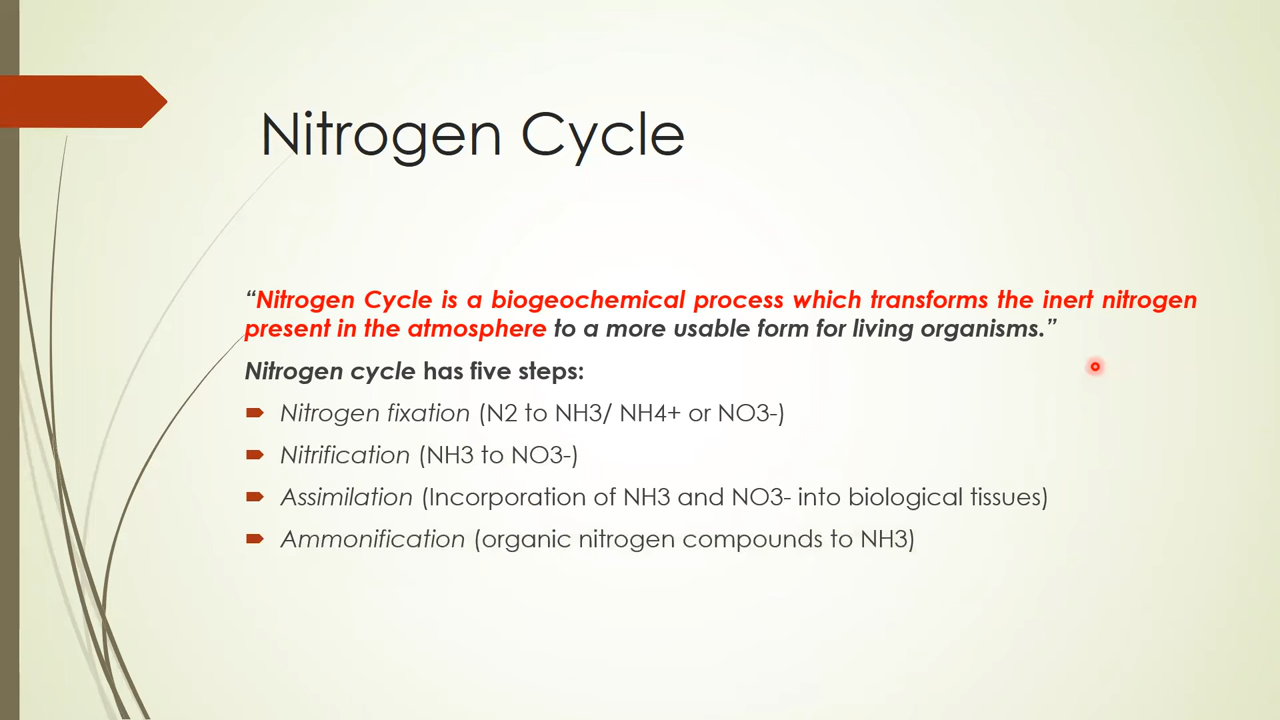 Nitrogen Cycle
“Nitrogen Cycle is a biogeochemical process which transforms the inert nitrogen
present in the atmosphere to a more usable form for living organisms.”
Nitrogen cycle has five steps:
Nitrogen fixation (N2 to NH3/ NH4+ or NO3-)
Nitrification (NH3 to NO3-)
Assimilation (Incorporation of NH3 and NO3- into biological tissues)
Ammonification (organic nitrogen compounds to NH3)